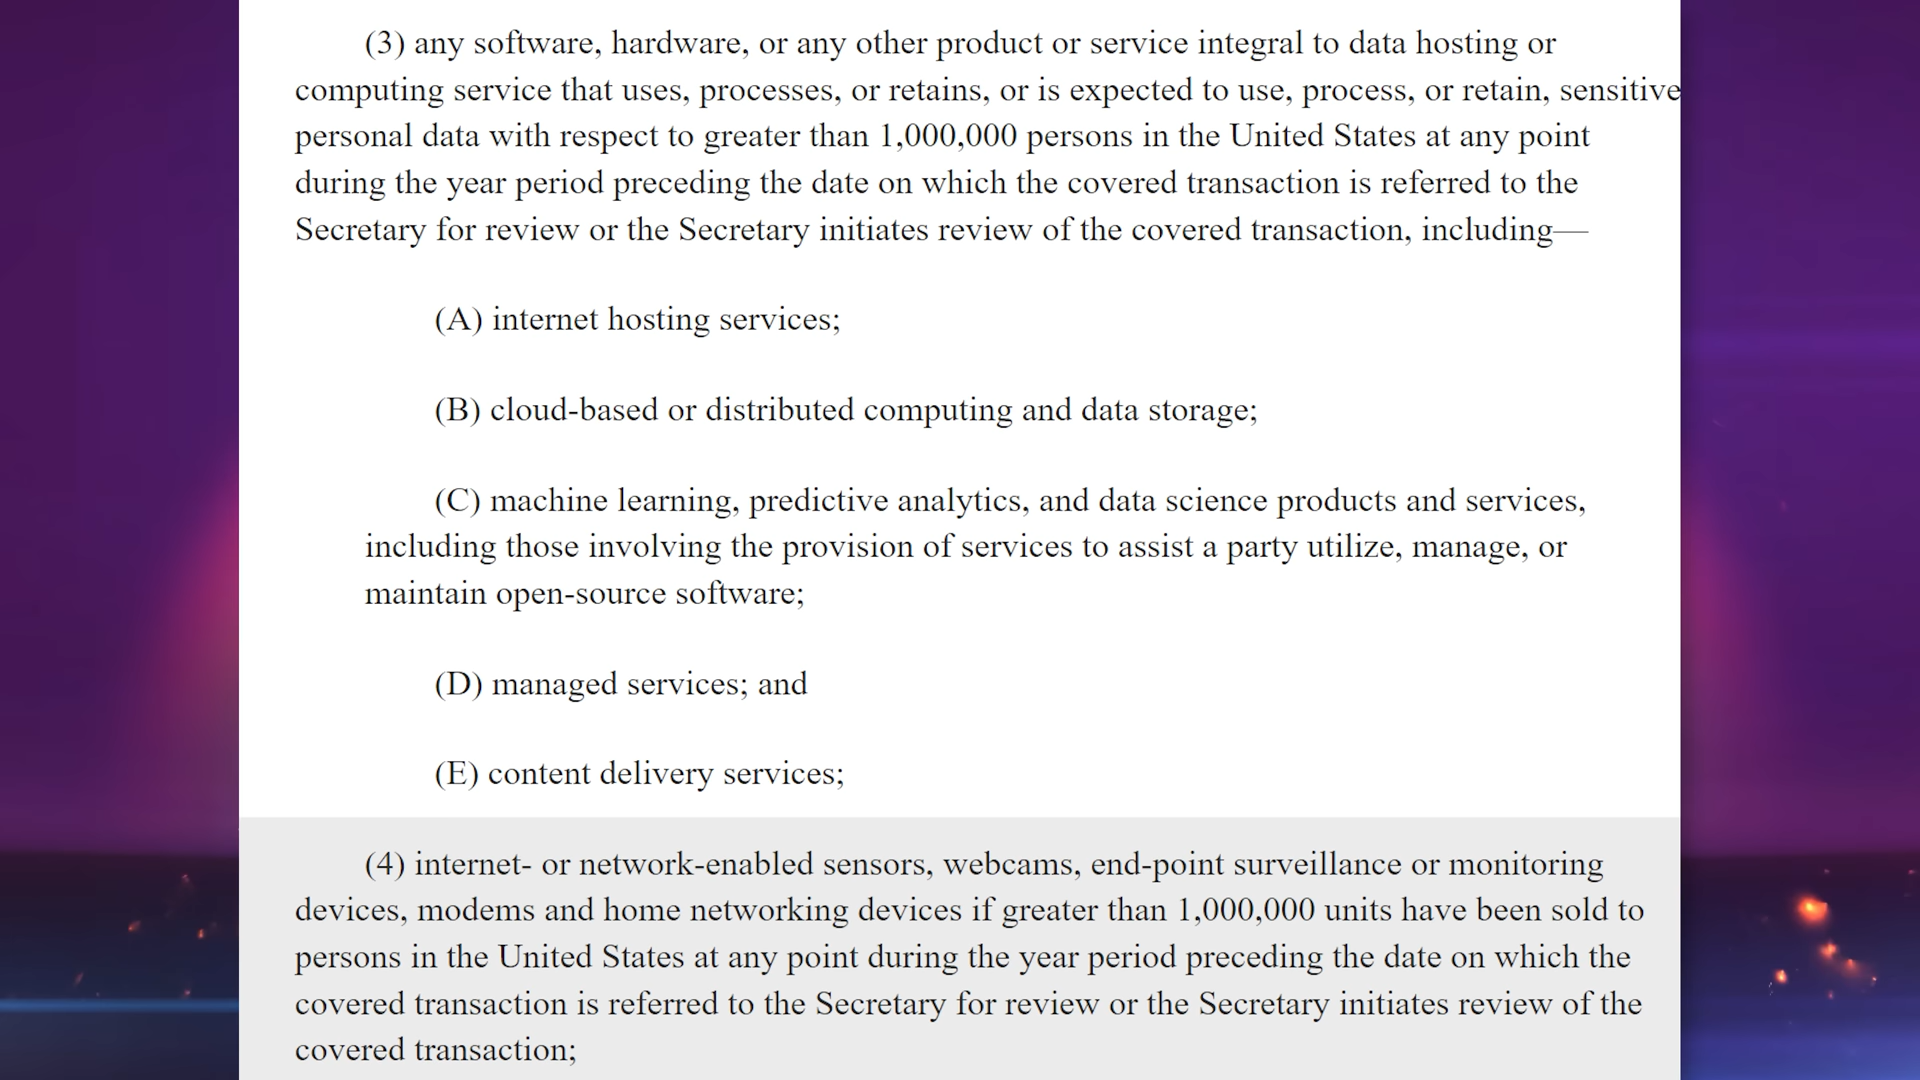 (3) any software, hardware, or any other product or service integral to data hosting or
computing service that uses, processes, or retains, or is expected to use, process, or retain, sensitive
personal data with respect to greater than 1,000,000 persons in the United States at any point
during the year period preceding the date on which the covered transaction is referred to the
Secretary for review or the Secretary initiates review of the covered transaction, including—
(A) internet hosting services;
(B) cloud-based or distributed computing and data storage;
(C) machine learning, predictive analytics, and data science products and services,
including those involving the provision of services to assist a party utilize, manage, or
maintain open-source software;
(D) managed services; and
(E) content delivery services;
(4) internet- or network-enabled sensors, webcams, end-point surveillance or monitoring
devices, modems and home networking devices if greater than 1,000,000 units have been sold to
persons in the United States at any point during the year period preceding the date on which the
covered transaction is referred to the Secretary for review or the Secretary initiates review of the
covered transaction;